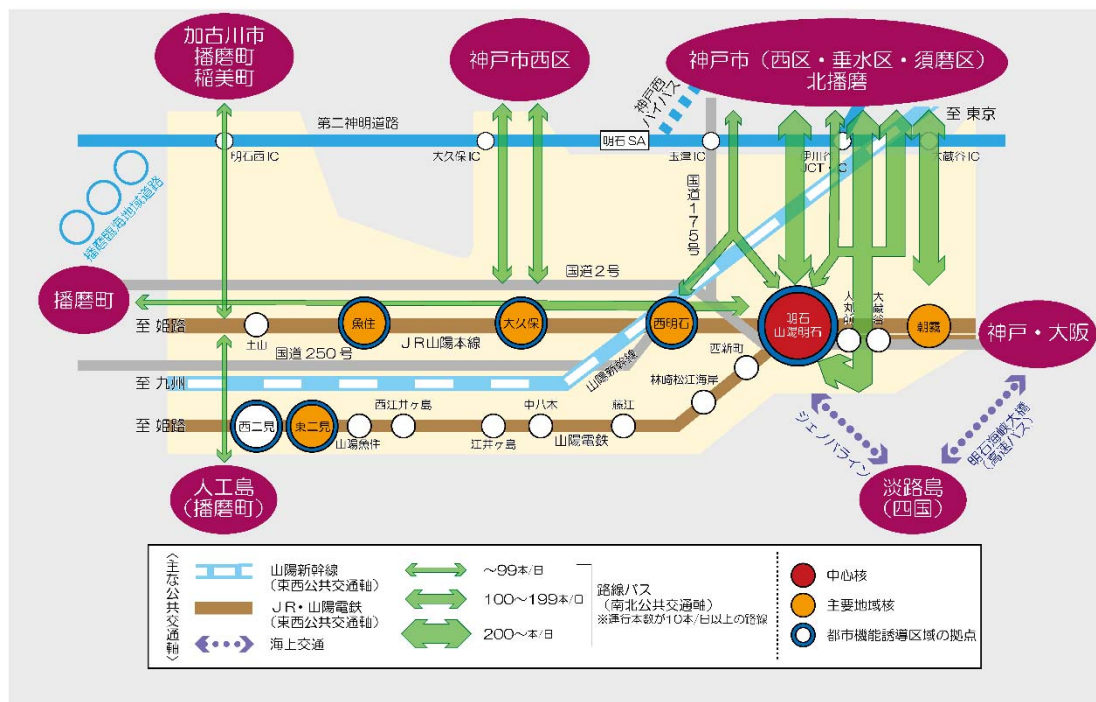 加古川市
播磨町
稲美町
神戸市西区
神戸市（西区・垂水区・須磨区）
北播磨
神戸西
バイパス
至 東京
第二神明道路
明石SA
明石西IC
大久保IC
玉津IC
伊川谷
JCT・IC
大蔵谷IC
播磨臨海地域道路
国道175号
国道2号
播磨町
至 姫路
土山
魚住
JR山陽本線
大久保
西明石
明石
山陽明石
人丸前
大蔵谷
朝霧
神戸・大阪
国道250号
山陽新幹線
西新町
至 九州
林崎松江海岸
至 姫路
西二見
東二見
山陽魚住
西江井ヶ島
江井ヶ島
中八木
山陽電鉄
藤江
ジェノバライン
明石海峡大橋
（高速バス）
人工島
（播磨町）
淡路島
（四国）
〈主な公共交通軸〉
山陽新幹線
（東西公共交通軸）
JR・山陽電鉄
（東西公共交通軸）
海上交通
～99本/日
100～199本/日
200～本/日
路線バス
（南北公共交通軸）
※運行本数が10本/日以上の路線
中心核
主要地域核
都市機能誘導区域の拠点